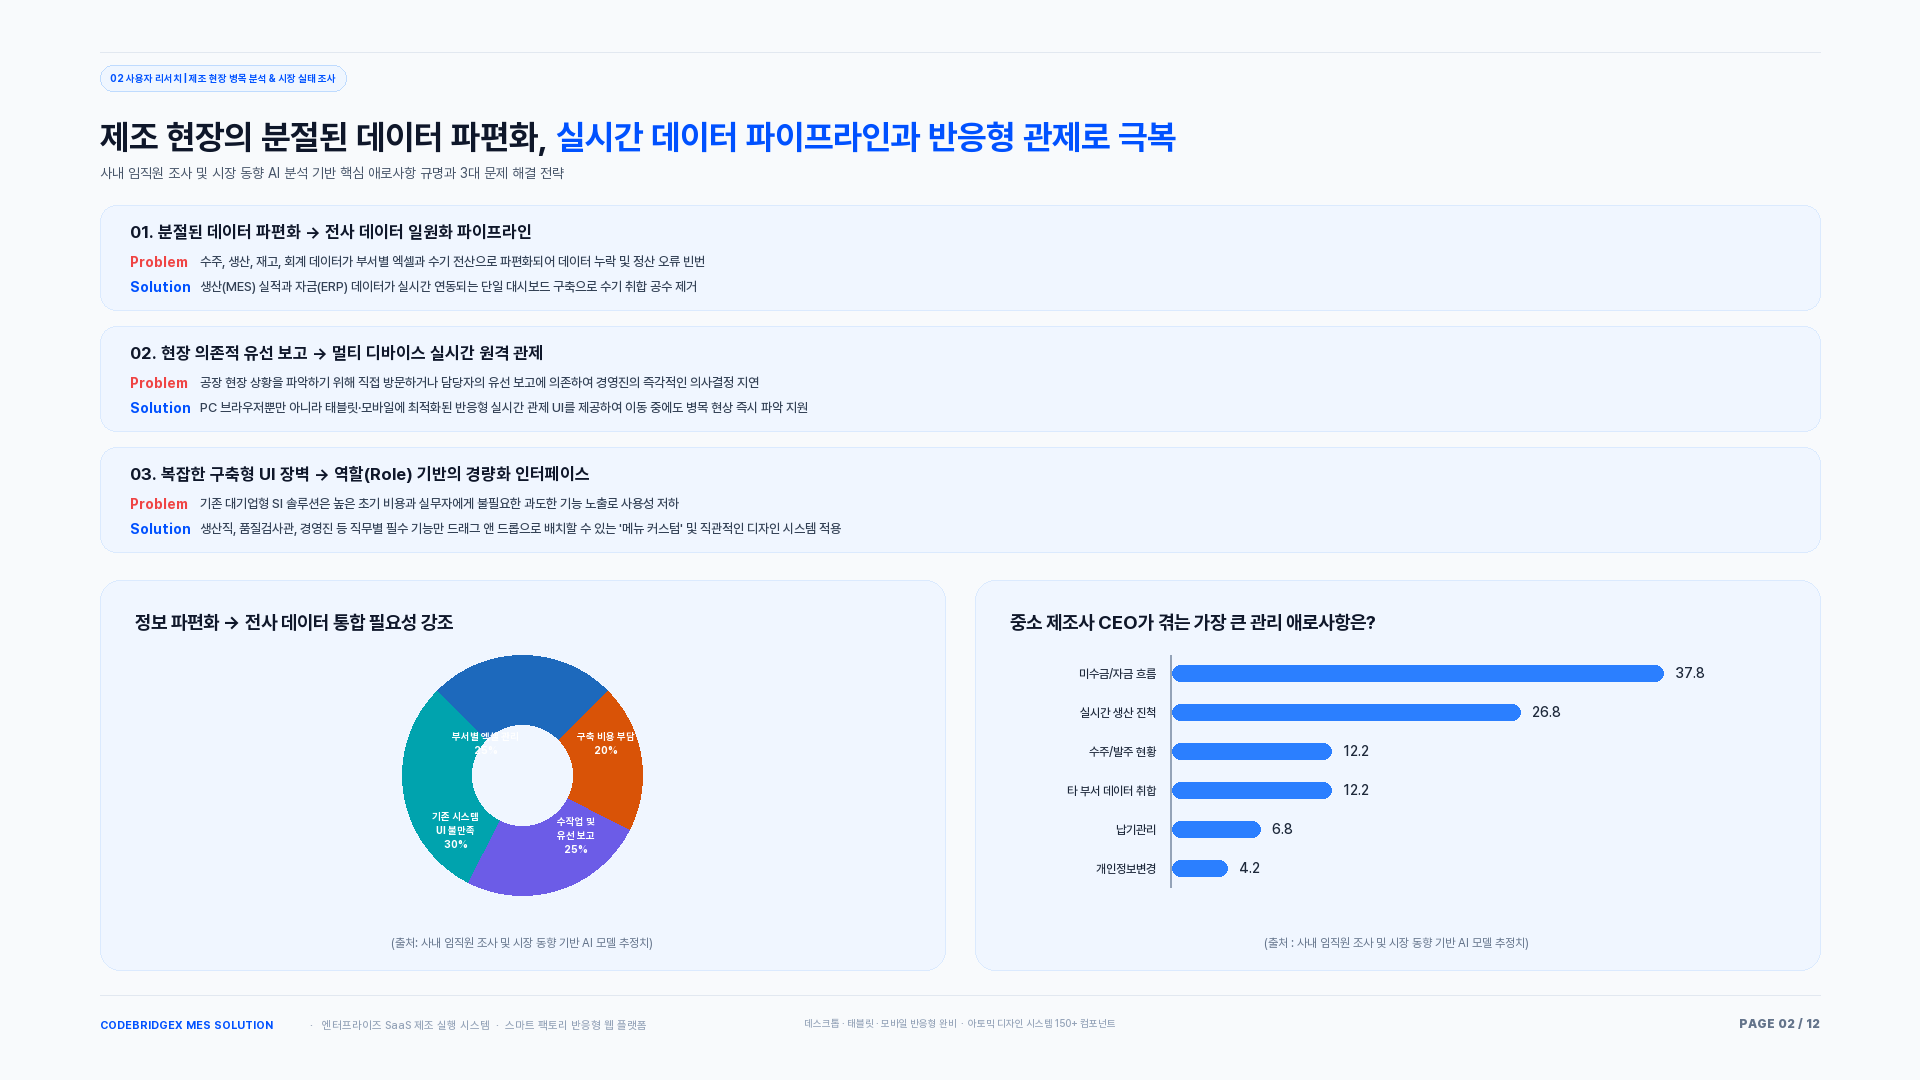 02 사용자 리서치 | 제조 현장 병목 분석 & 시장 실태 조사
제조 현장의 분절된 데이터 파편화, 실시간 데이터 파이프라인과 반응형 관제로 극복
사내 임직원 조사 및 시장 동향 AI 분석 기반 핵심 애로사항 규명과 3대 문제 해결 전략
01. 분절된 데이터 파편화 → 전사 데이터 일원화 파이프라인
Problem 수주, 생산, 재고, 회계 데이터가 부서별 엑셀과 수기 전산으로 파편화되어 데이터 누락 및 정산 오류 빈번
Solution 생산(MES) 실적과 자금(ERP) 데이터가 실시간 연동되는 단일 대시보드 구축으로 수기 취합 공수 제거
02. 현장 의존적 유선 보고 → 멀티 디바이스 실시간 원격 관제
Problem 공장 현장 상황을 파악하기 위해 직접 방문하거나 담당자의 유선 보고에 의존하여 경영진의 즉각적인 의사결정 지연
Solution PC 브라우저뿐만 아니라 태블릿·모바일에 최적화된 반응형 실시간 관제 UI를 제공하여 이동 중에도 병목 현상 즉시 파악 지원
03. 복잡한 구축형 UI 장벽 → 역할(Role) 기반의 경량화 인터페이스
Problem 기존 대기업형 SI 솔루션은 높은 초기 비용과 실무자에게 불필요한 과도한 기능 노출로 사용성 저하
Solution 생산직, 품질검사관, 경영진 등 직무별 필수 기능만 드래그 앤 드롭으로 배치할 수 있는 '메뉴 커스텀' 및 직관적인 디자인 시스템 적용
정보 파편화 → 전사 데이터 통합 필요성 강조
부서별
구축 비용 부담
20%
기존 시스템
UI 불만족
30%
수작업 및
유선 보고
25%
(출처: 사내 임직원 조사 및 시장 동향 기반 AI 모델 추정치)
중소 제조사 CEO가 겪는 가장 큰 관리 애로사항은?
미수금/자금 흐름 37.8
실시간 생산 진척 26.8
수주/발주 현황 12.2
타 부서 데이터 취합 12.2
납기관리 6.8
개인정보변경 4.2
(출처 : 사내 임직원 조사 및 시장 동향 기반 AI 모델 추정치)
CODEBRIDGEX MES SOLUTION · 엔터프라이즈 SaaS 제조 실행 시스템 · 스마트 팩토리 반응형 웹 플랫폼
데스크톱 · 태블릿 · 모바일 반응형 완비 · 아토믹 디자인 시스템 150+ 컴포넌트
PAGE 02 / 12